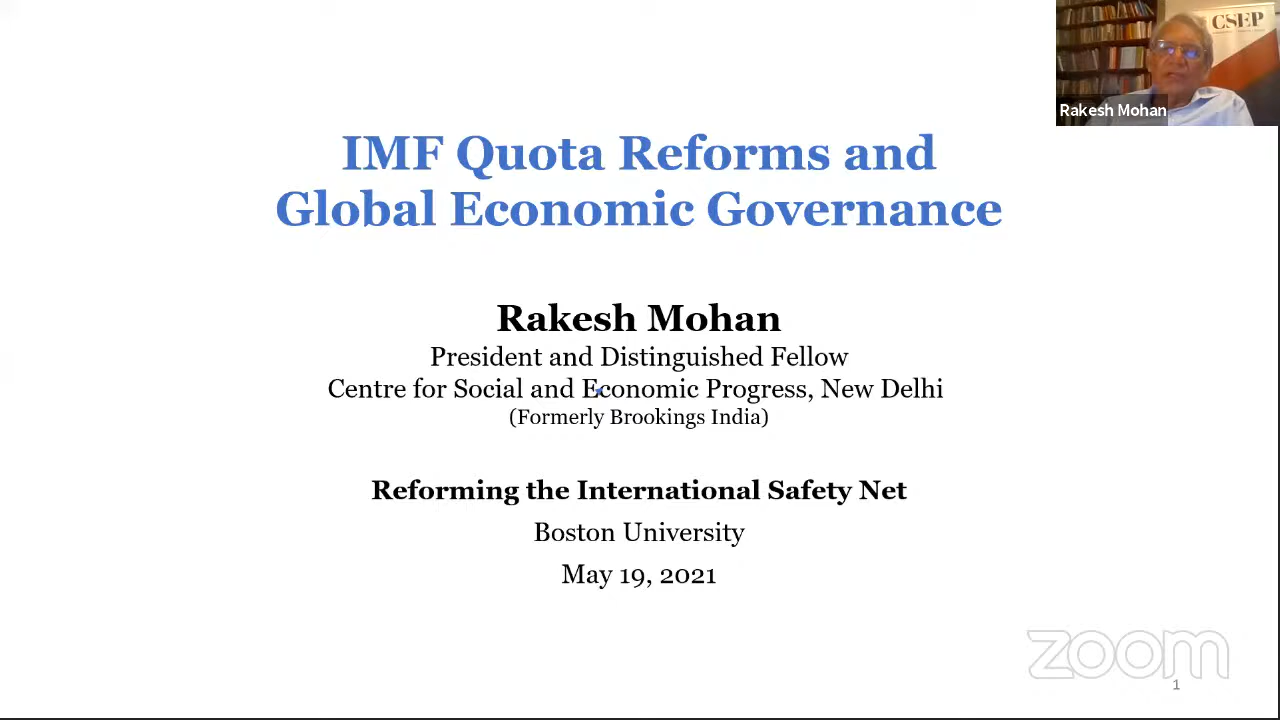 CSEP
Rakesh Mohan
IMF Quota Reforms and
Global Economic Governance
Rakesh Mohan
President and Distinguished Fellow
Centre for Social and Economic Progress, New Delhi
(Formerly Brookings India)
Reforming the International Safety Net
Boston University
May 19, 2021
zoom
1